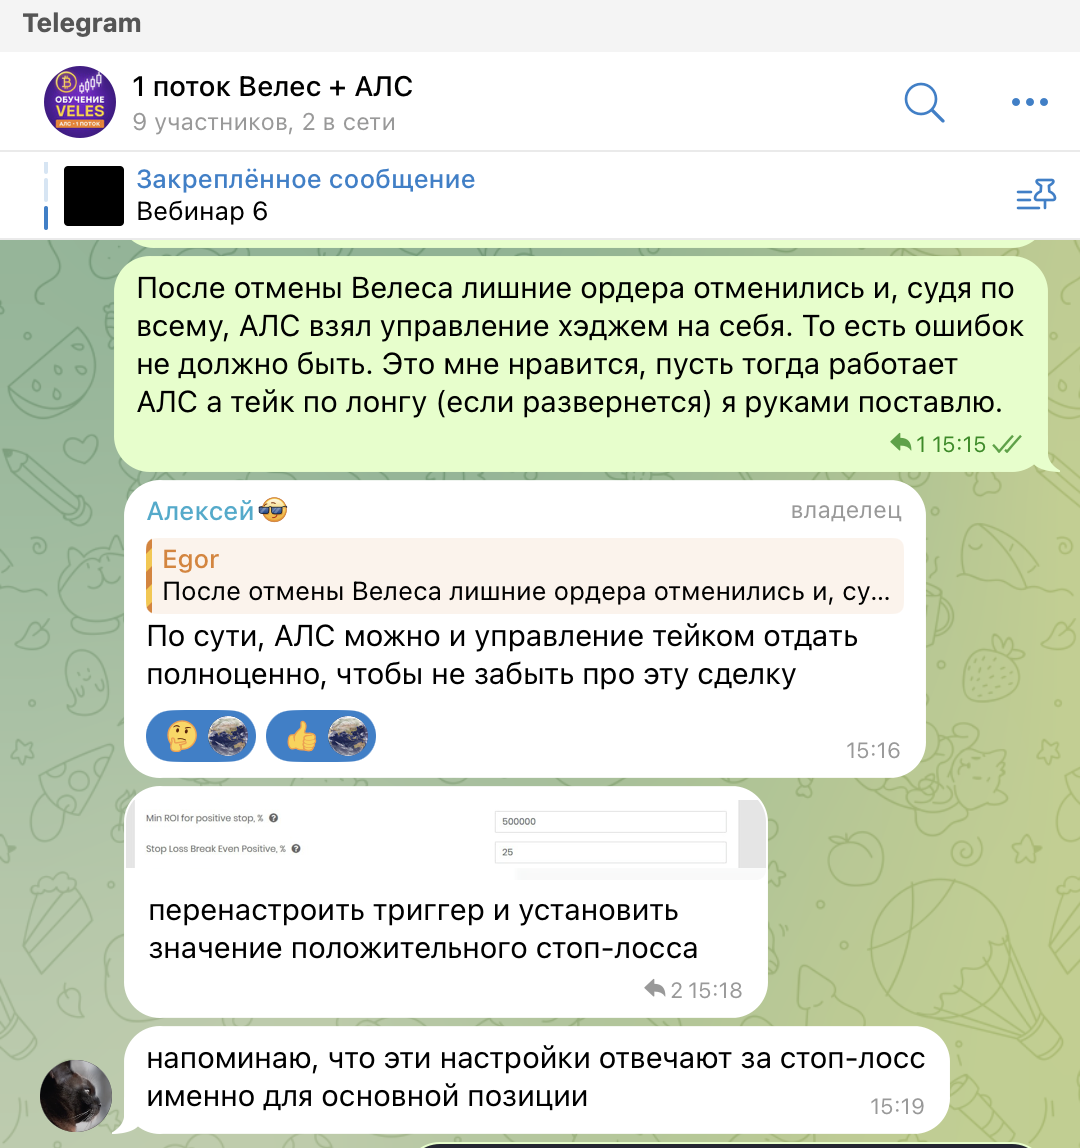 Telegram
ОБУЧЕНИЕ
VELES
АЛС • 1 ПОТОК
1 поток Велес + АЛС
9 участников, 2 в сети
Закреплённое сообщение
Вебинар 6
После отмены Велеса лишние ордера отменились и, судя по
всему, АЛС взял управление хэджем на себя. То есть ошибок
не должно быть. Это мне нравится, пусть тогда работает
АЛС а тейк по лонгу (если развернется) я руками поставлю.
1 15:15
Алексей😎 владелец
Egor
После отмены Велеса лишние ордера отменились и, су...
По сути, АЛС можно и управление тейком отдать
полноценно, чтобы не забыть про эту сделку
15:16
Min ROI for positive stop, % ? 500000
Stop Loss Break Even Positive, % ? 25
перенастроить триггер и установить
значение положительного стоп-лосса
2 15:18
напоминаю, что эти настройки отвечают за стоп-лосс
именно для основной позиции
15:19